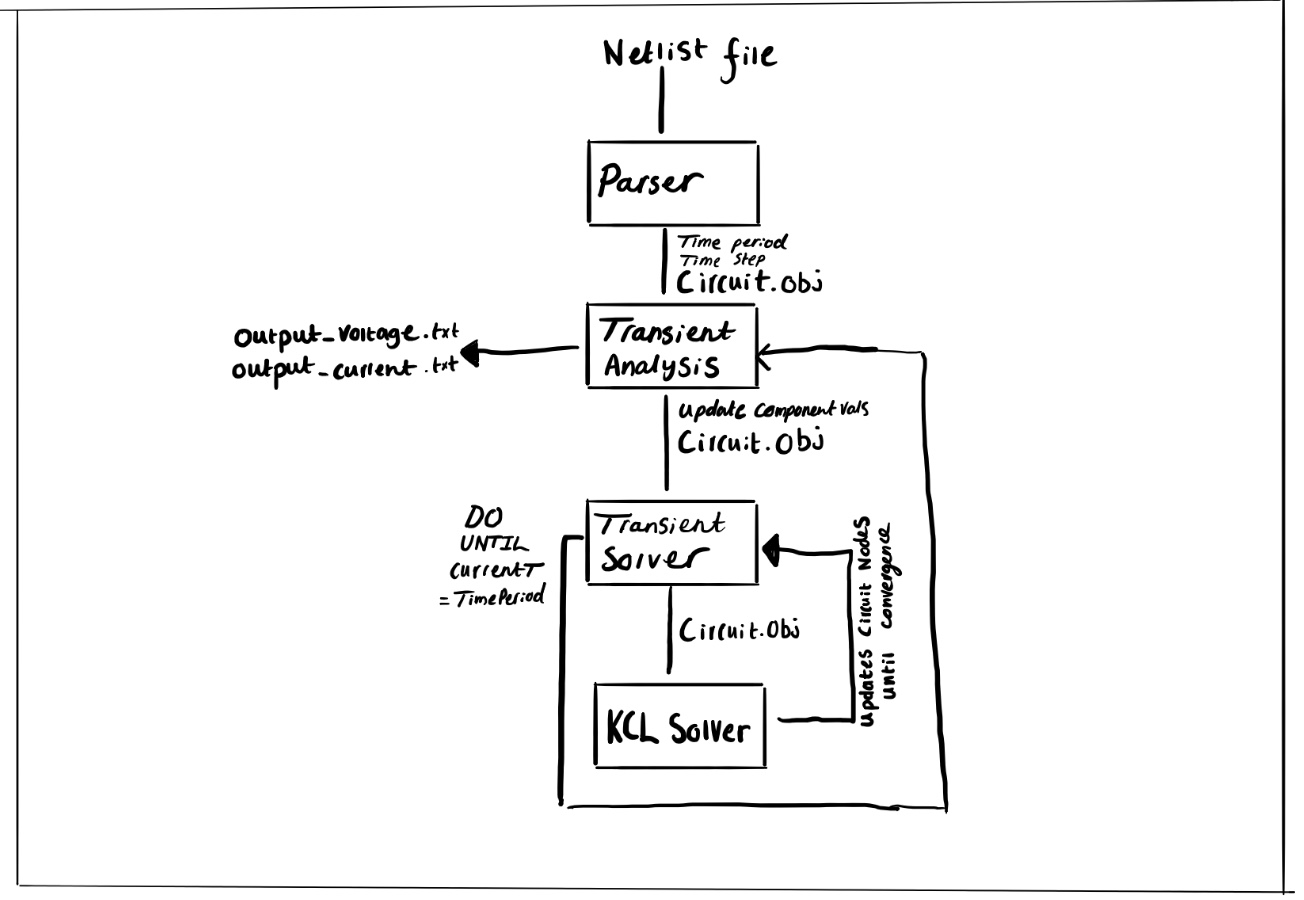 Netlist file
Parser
Time period
Time Step
Circuit.obj
Transient
Analysis
output_voltage.txt
output_current.txt
update component vals
Circuit.Obj
DO
UNTIL
currentT
= TimePeriod
Transient
Solver
Circuit.Obj
KCL Solver
updates Circuit Nodes
until convergence